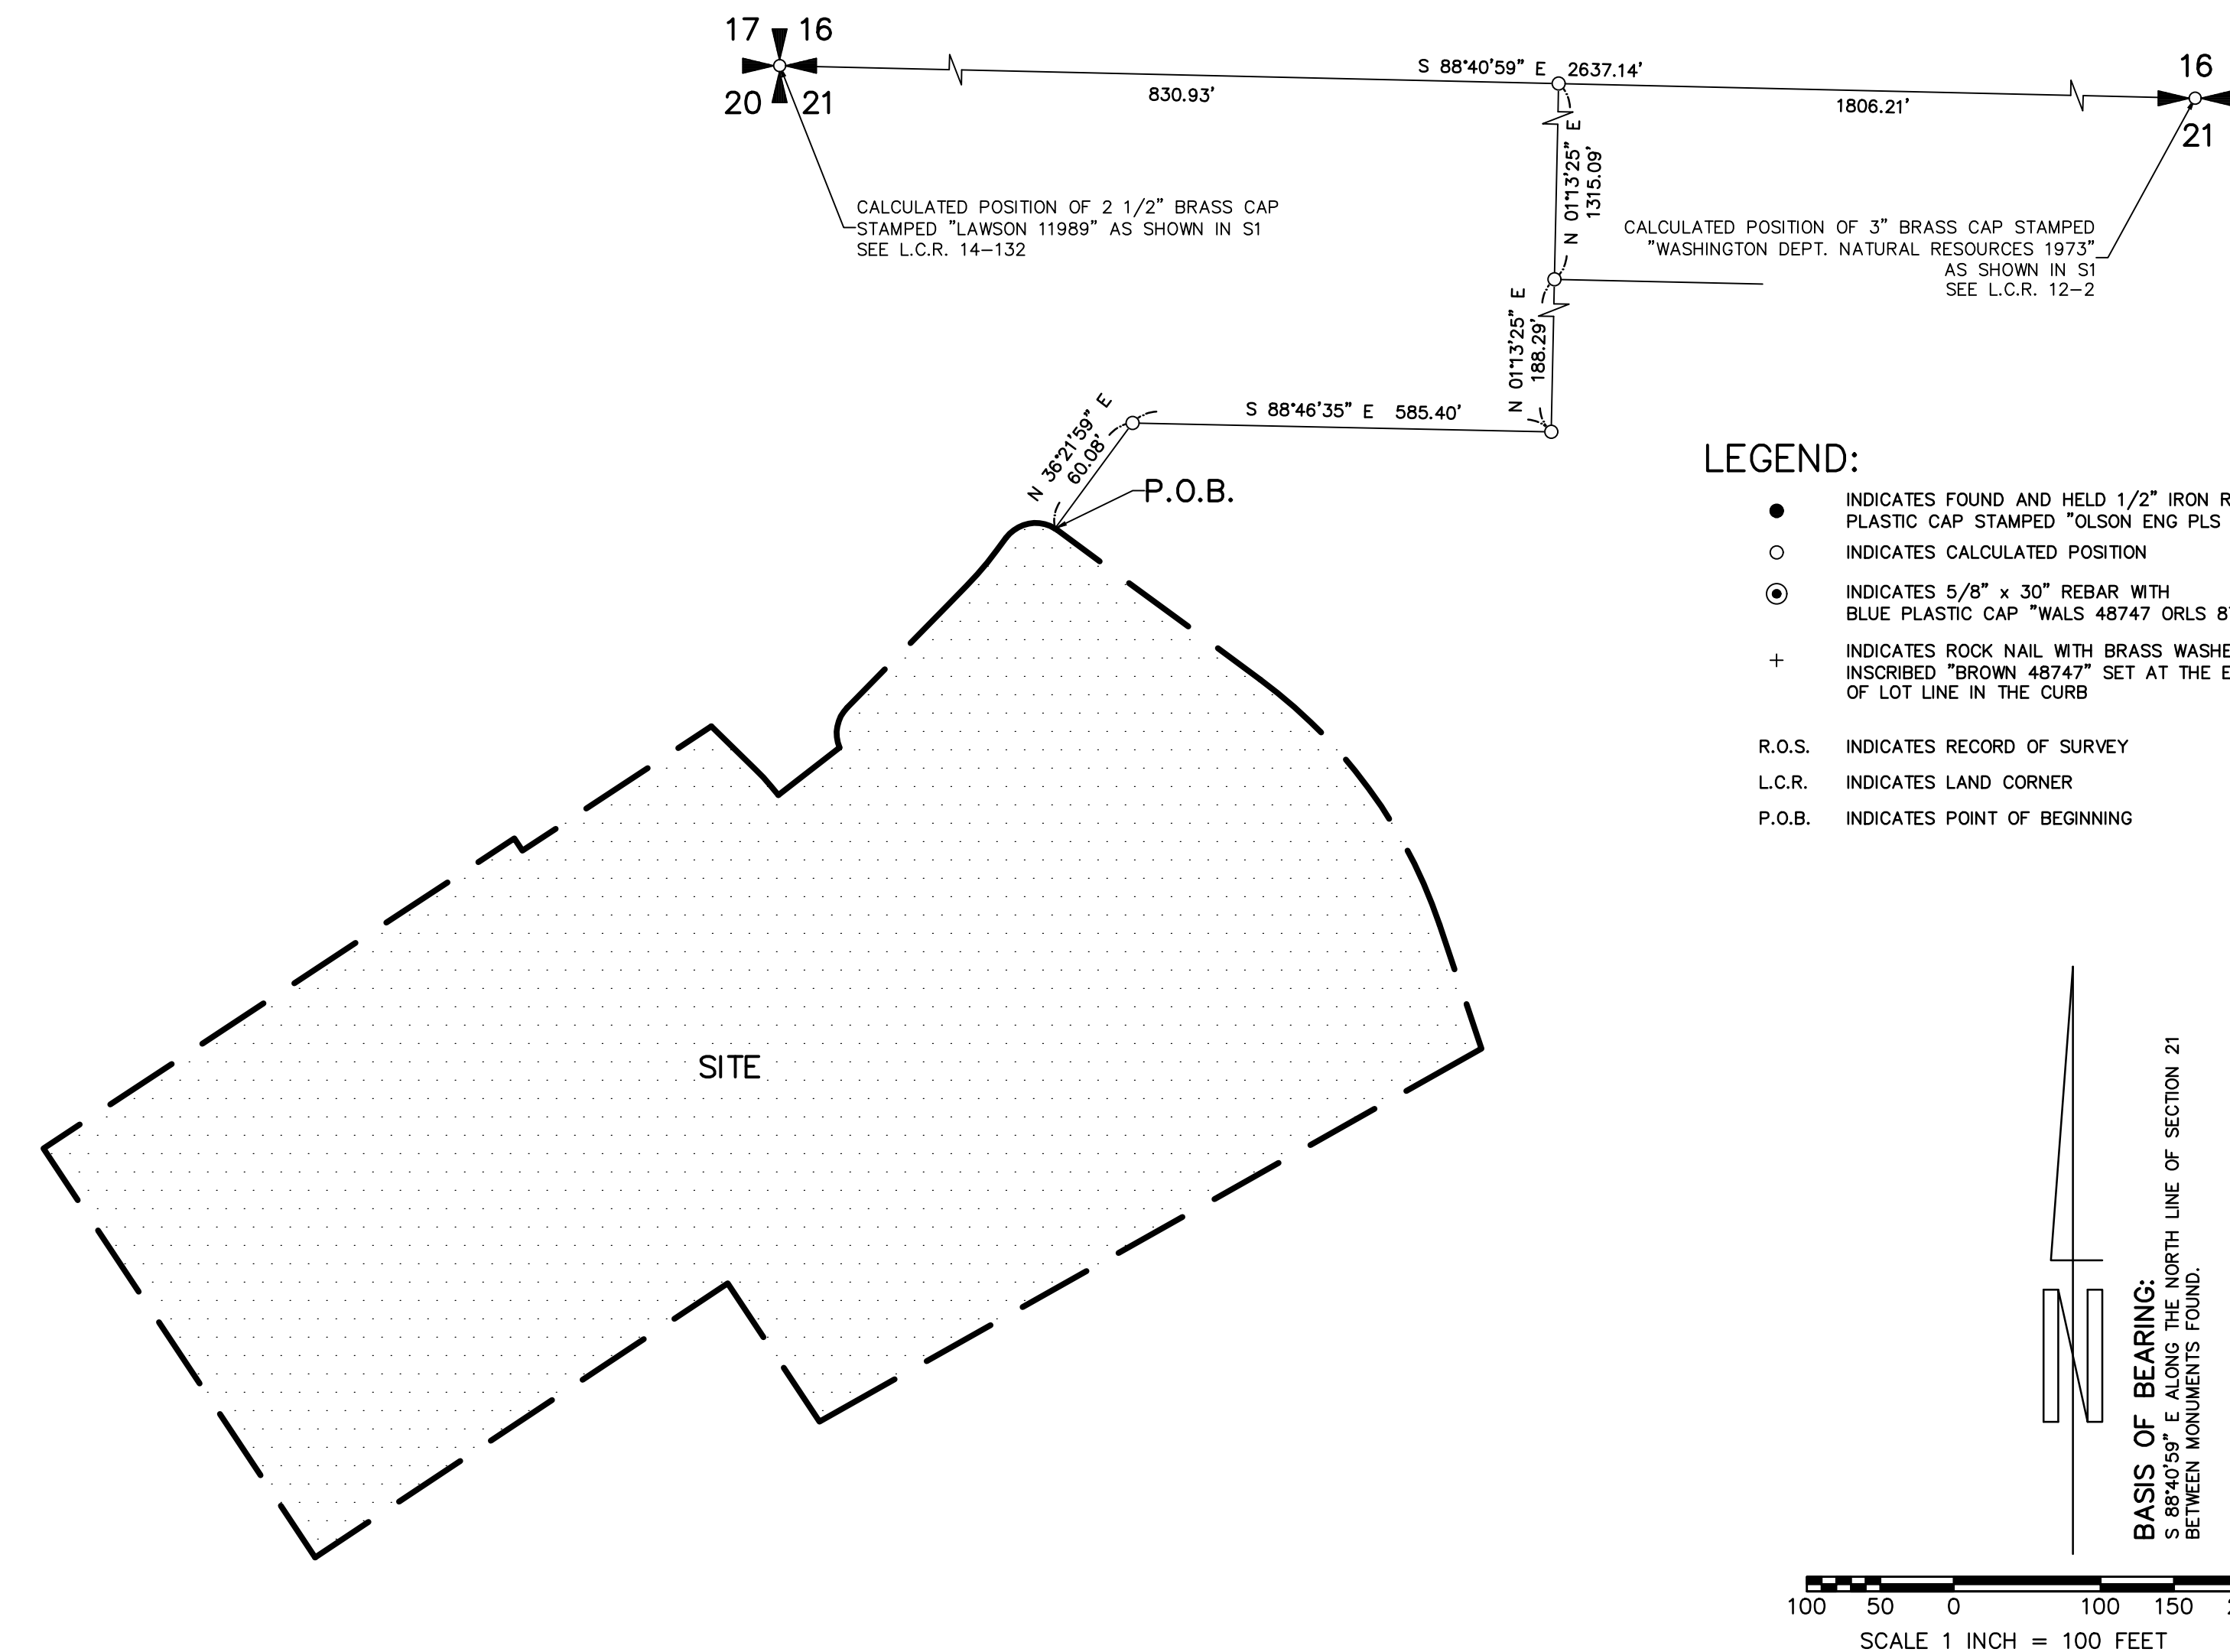 17 16
20 21
S 88°40'59" E 2637.14'
830.93'
1806.21'
16
21
N 01°13'25" E
1315.09'
CALCULATED POSITION OF 2 1/2" BRASS CAP
STAMPED "LAWSON 11989" AS SHOWN IN S1
SEE L.C.R. 14-132
CALCULATED POSITION OF 3" BRASS CAP STAMPED
"WASHINGTON DEPT. NATURAL RESOURCES 1973"
AS SHOWN IN S1
SEE L.C.R. 12-2
N 01°13'25" E
188.29'
S 88°46'35" E 585.40'
N 36°21'59" E
60.08'
P.O.B.
LEGEND:
INDICATES FOUND AND HELD 1/2" IRON
PLASTIC CAP STAMPED "OLSON ENG PLS
INDICATES CALCULATED POSITION
INDICATES 5/8" x 30" REBAR WITH
BLUE PLASTIC CAP "WALS 48747 ORLS
INDICATES ROCK NAIL WITH BRASS
INSCRIBED "BROWN 48747" SET AT THE
OF LOT LINE IN THE CURB
R.O.S. INDICATES RECORD OF SURVEY
L.C.R. INDICATES LAND CORNER
P.O.B. INDICATES POINT OF BEGINNING
SITE
BASIS OF BEARING:
S 88°40'59" E ALONG THE NORTH LINE OF SECTION 21
BETWEEN MONUMENTS FOUND.
N
100 50 0 100 150
SCALE 1 INCH = 100 FEET